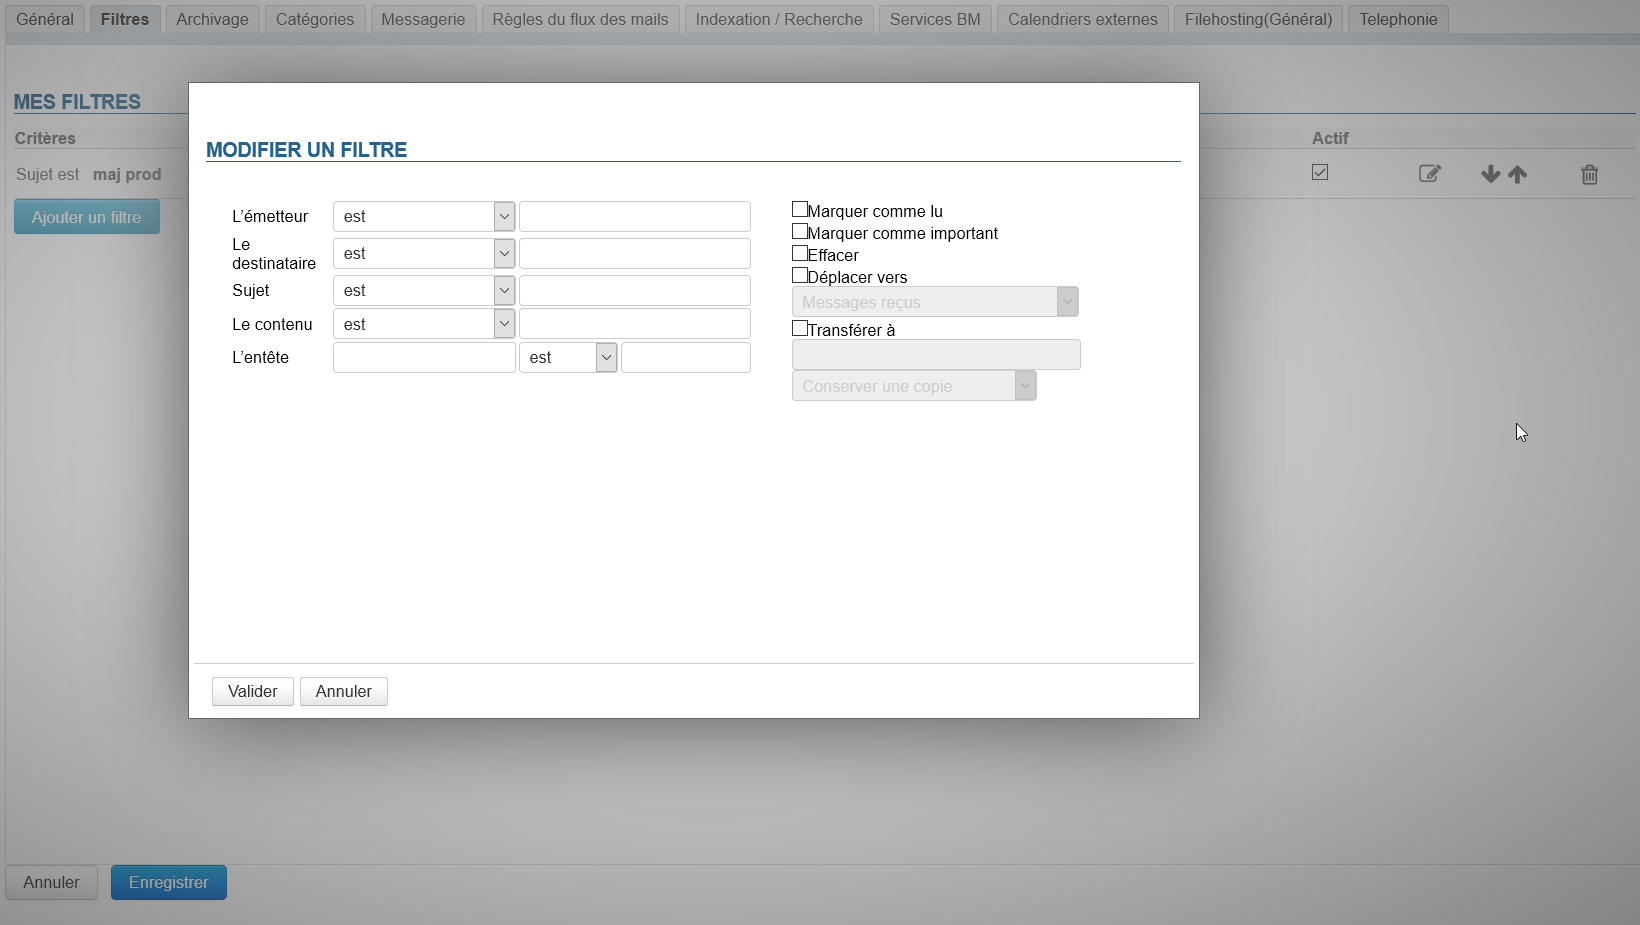 Général Filtres Archivage Catégories Messagerie Règles du flux des mails Indexation / Recherche Services BM Calendriers externes Filehosting(Général) Telephonie
MES FILTRES
Critères Actif
Sujet est maj prod
Ajouter un filtre
MODIFIER UN FILTRE
L'émetteur est
Le destinataire est
Sujet est
Le contenu est
L'entête est
Marquer comme lu
Marquer comme important
Effacer
Déplacer vers
Messages reçus
Transférer à
Conserver une copie
Valider Annuler
Annuler Enregistrer